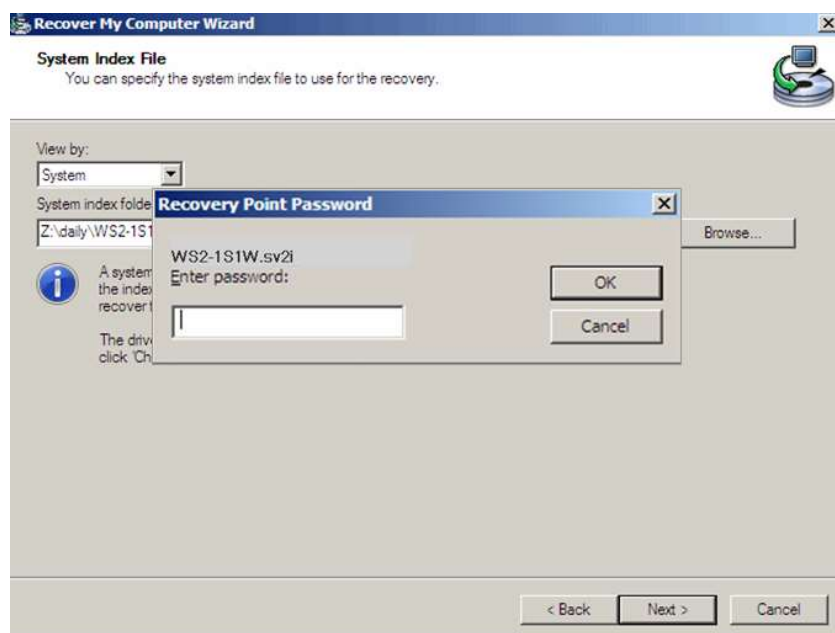 Recover My Computer Wizard
System Index File
You can specify the system index file to use for the recovery.
View by:
System
System index folde
Z:\daily\WS2-1S1
Browse...
A system
the index
recover
The driv
click 'Ch
Recovery Point Password
WS2-1S1W.sv2i
Enter password:
OK
Cancel
< Back
Next >
Cancel